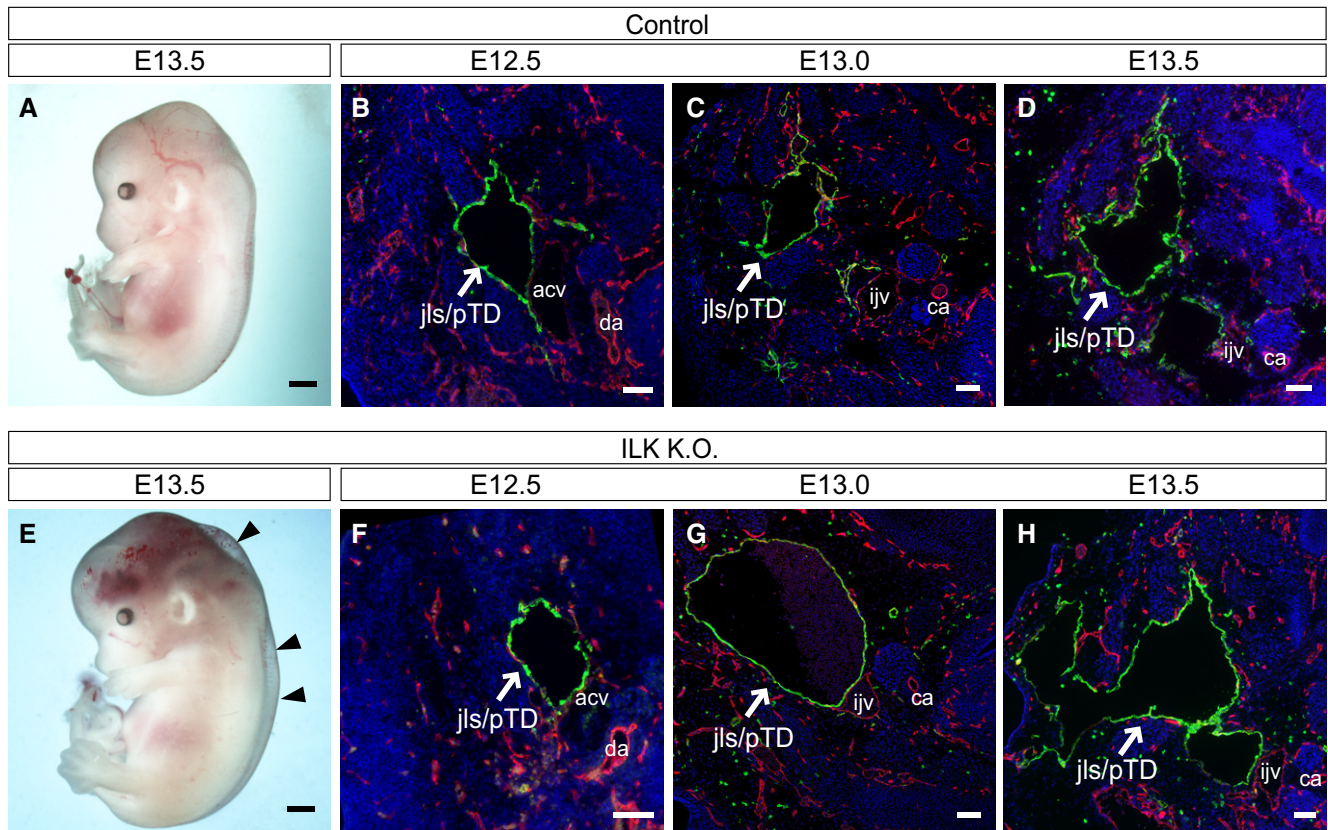 Control
E13.5 E12.5 E13.0 E13.5
A B C D
jls/pTD acv da
jls/pTD ijv ca
jls/pTD ijv ca
ILK K.O.
E13.5 E12.5 E13.0 E13.5
E F G H
jls/pTD acv da
jls/pTD ijv ca
jls/pTD ijv ca